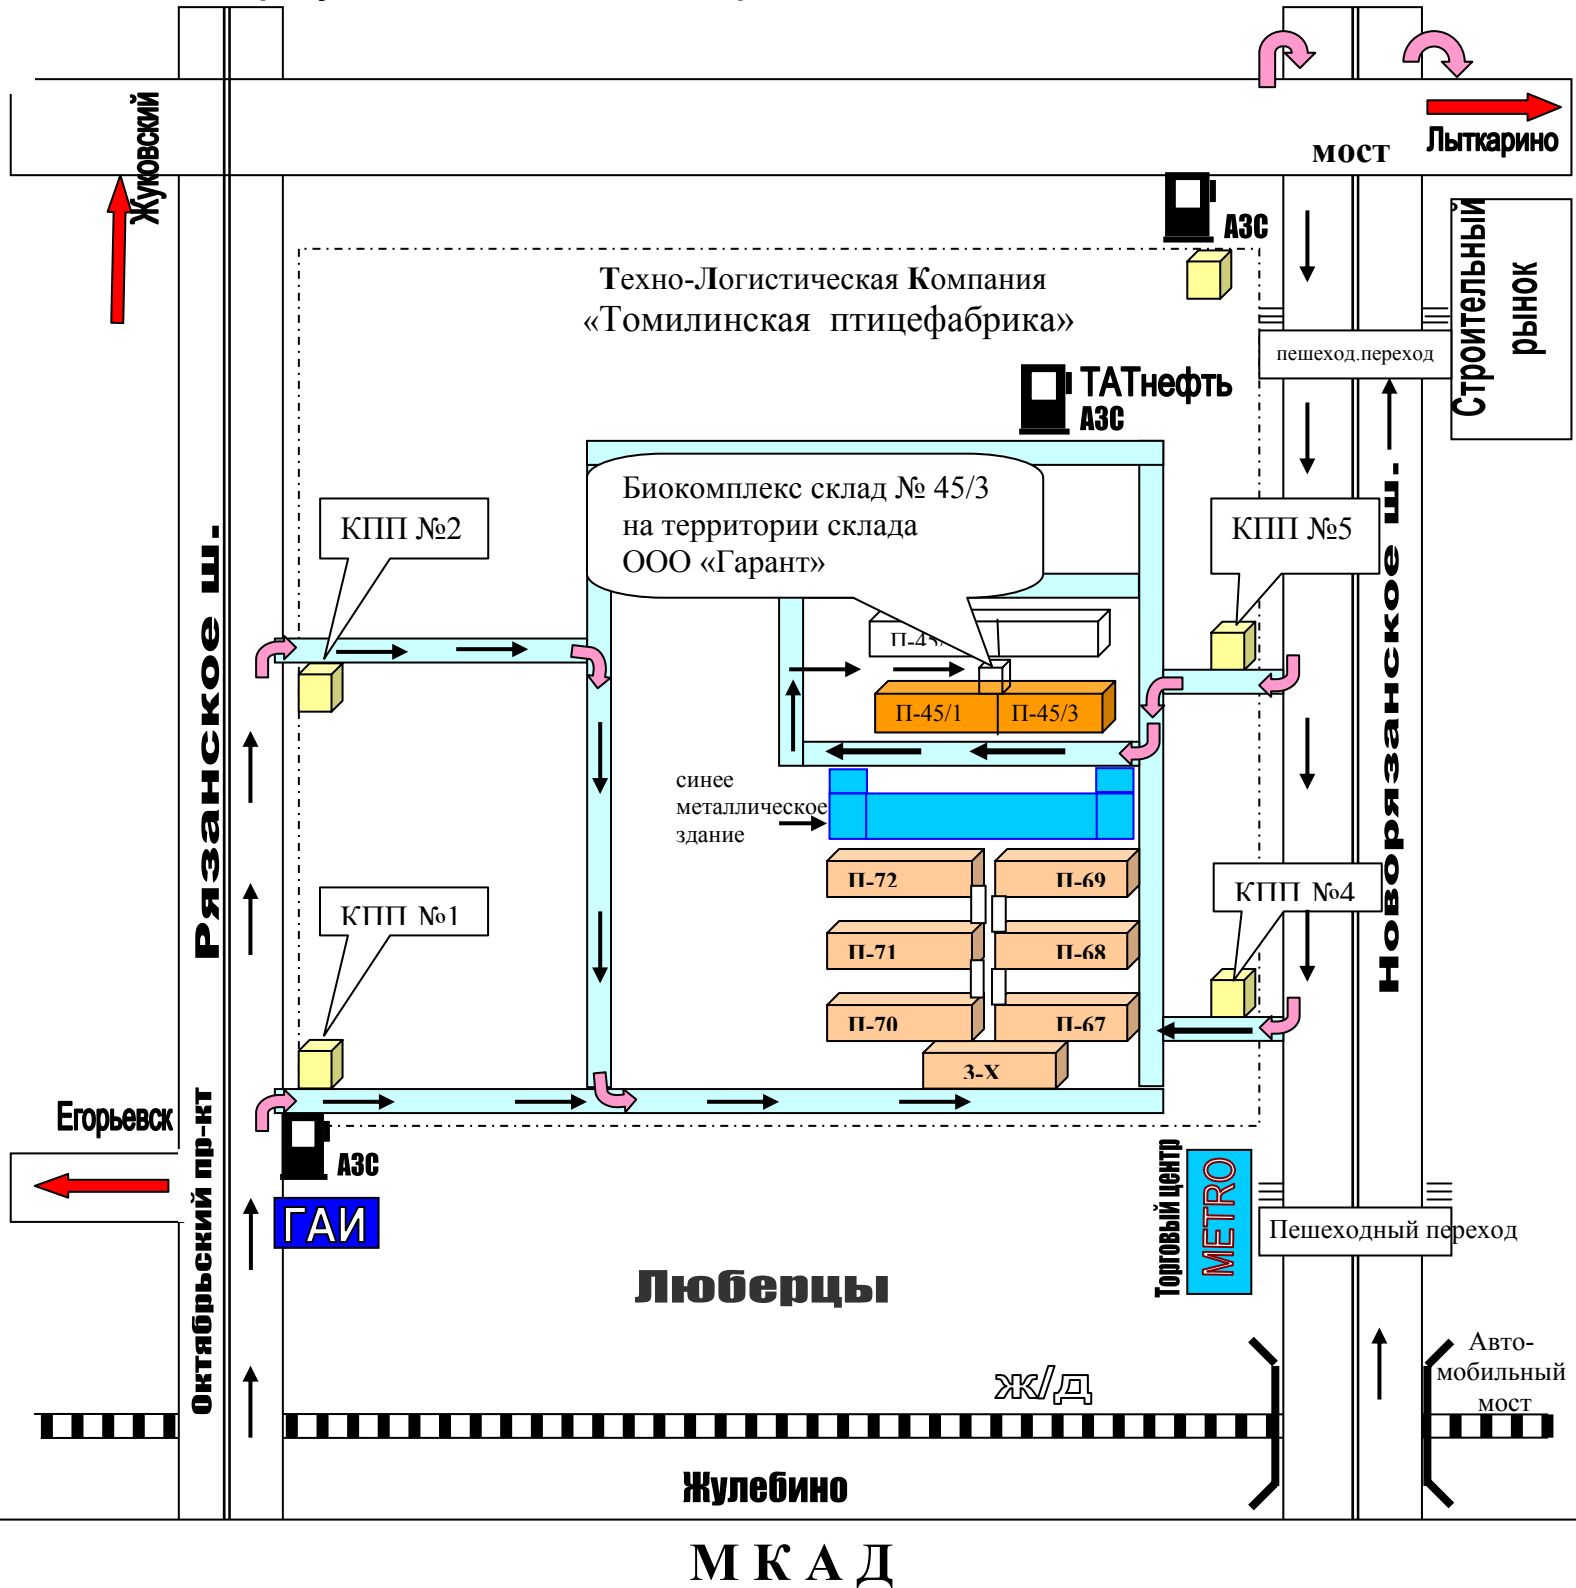 Жуковский
мост
Лыткарино
АЗС
Строительный
рынок
Техно-Логистическая Компания
«Томилинская птицефабрика»
пешеход.переход
ТАТнефть
АЗС
Биокомплекс склад № 45/3
на территории склада
ООО «Гарант»
КПП №2
КПП №5
Рязанское ш.
Новорязанское ш.
П-45/1
П-45/3
синее
металлическое
здание
П-72
П-69
КПП №1
КПП №4
П-71
П-68
П-70
П-67
3-Х
Егорьевск
Октябрьский пр-кт
АЗС
ГАИ
Торговый центр
METRO
Пешеходный переход
Люберцы
Авто-
мобильный
мост
ж/д
Жулебино
М К А Д